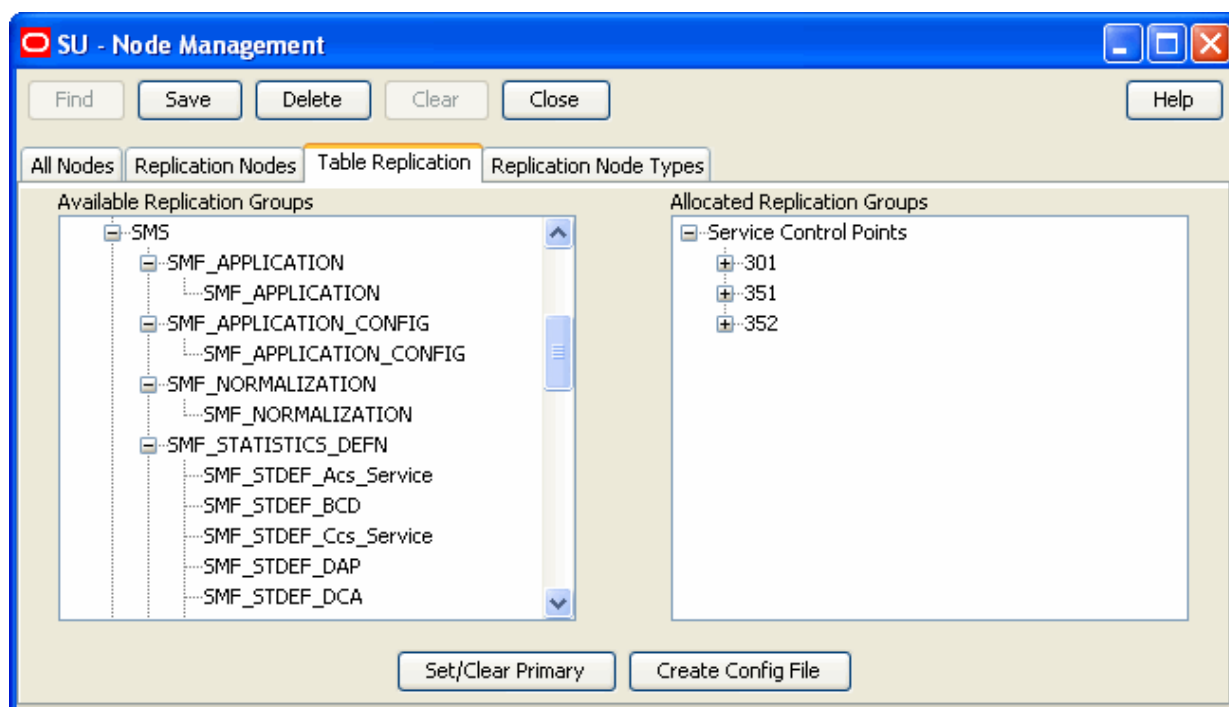 SU - Node Management
Find Save Delete Clear Close Help
All Nodes Replication Nodes Table Replication Replication Node Types
Available Replication Groups
SMS
SMF_APPLICATION
SMF_APPLICATION
SMF_APPLICATION_CONFIG
SMF_APPLICATION_CONFIG
SMF_NORMALIZATION
SMF_NORMALIZATION
SMF_STATISTICS_DEFN
SMF_STDEF_Acs_Service
SMF_STDEF_BCD
SMF_STDEF_Ccs_Service
SMF_STDEF_DAP
SMF_STDEF_DCA
Allocated Replication Groups
Service Control Points
301
351
352
Set/Clear Primary Create Config File